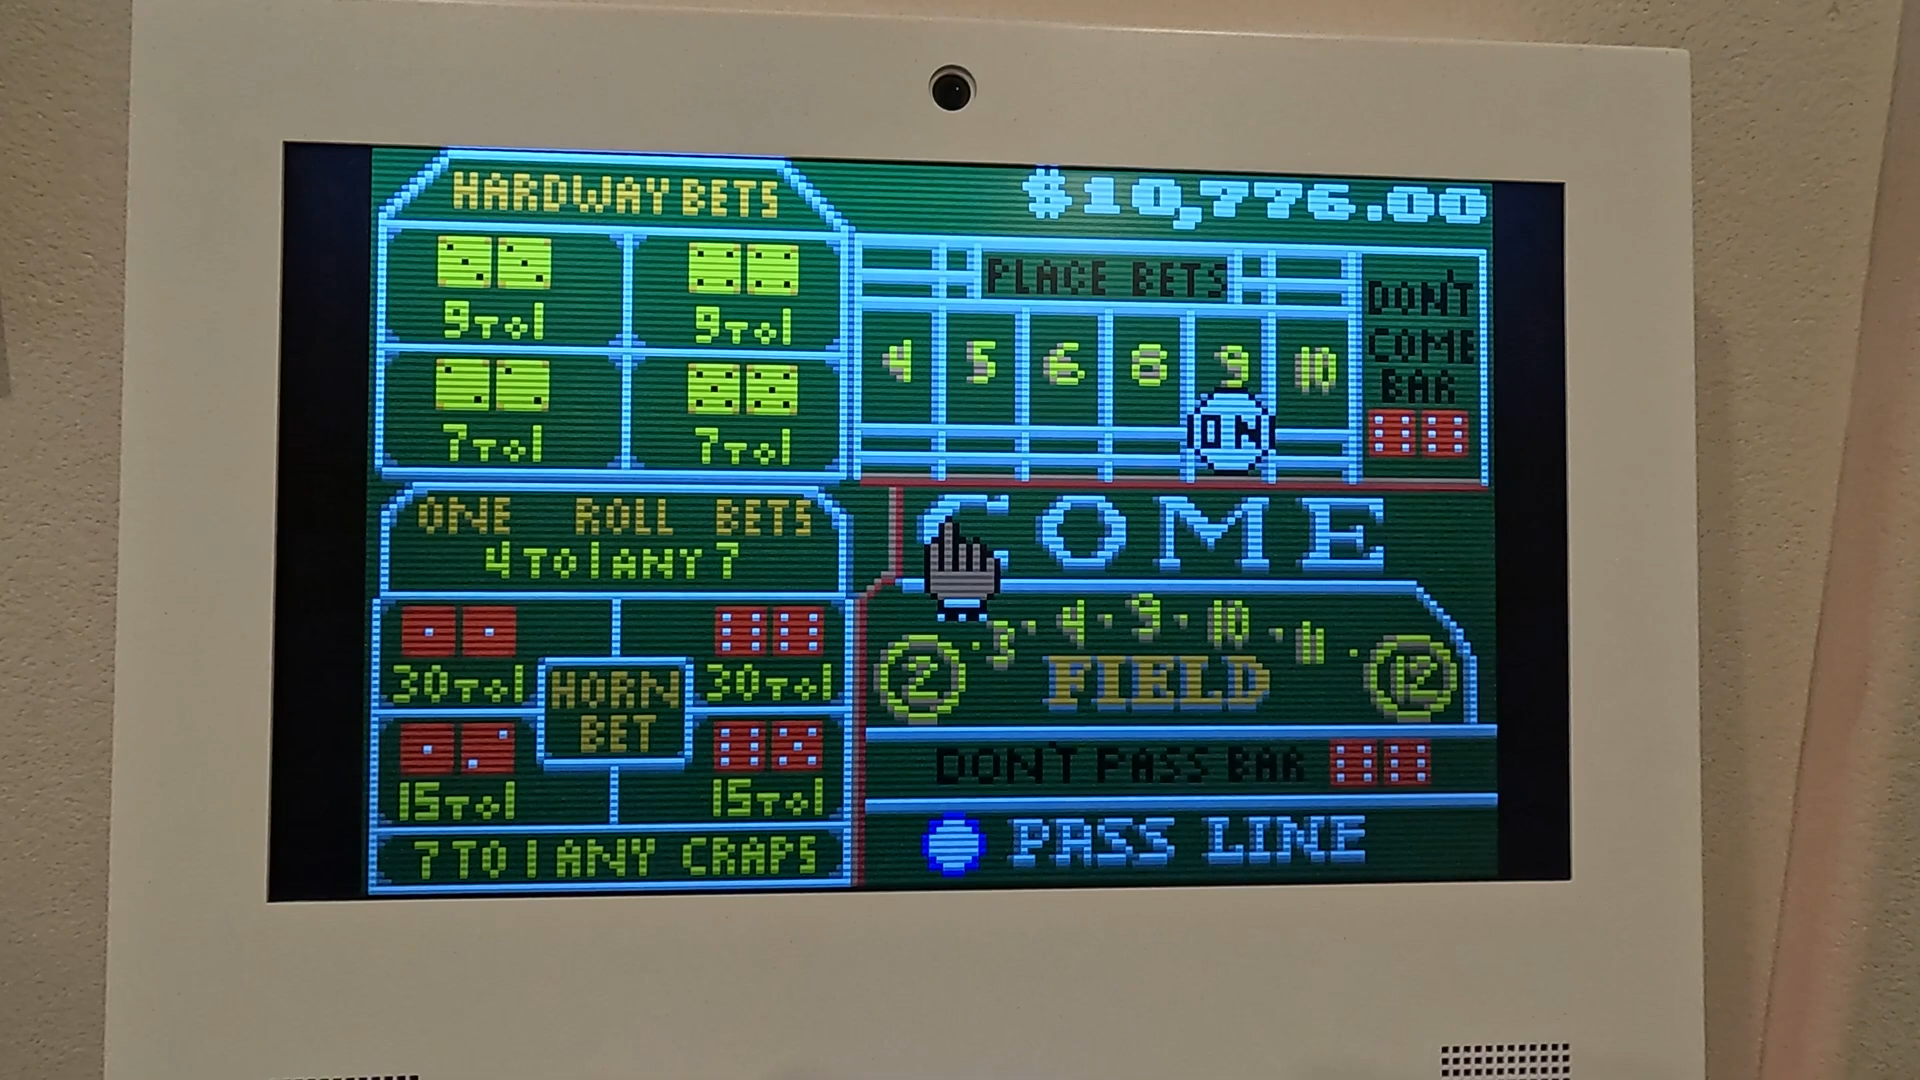 HARDWAY BETS
$10,776.00
9 TO 1
9 TO 1
7 TO 1
7 TO 1
PLACE BETS
4 5 6 8 9 10
ON
DON'T
COME
BAR
ONE ROLL BETS
4 TO 1 ANY 7
COME
30 TO 1
30 TO 1
HORN
BET
15 TO 1
15 TO 1
7 TO 1 ANY CRAPS
2 · 3 · 4 · 9 · 10 · 11 · 12
FIELD
DON'T PASS BAR
PASS LINE